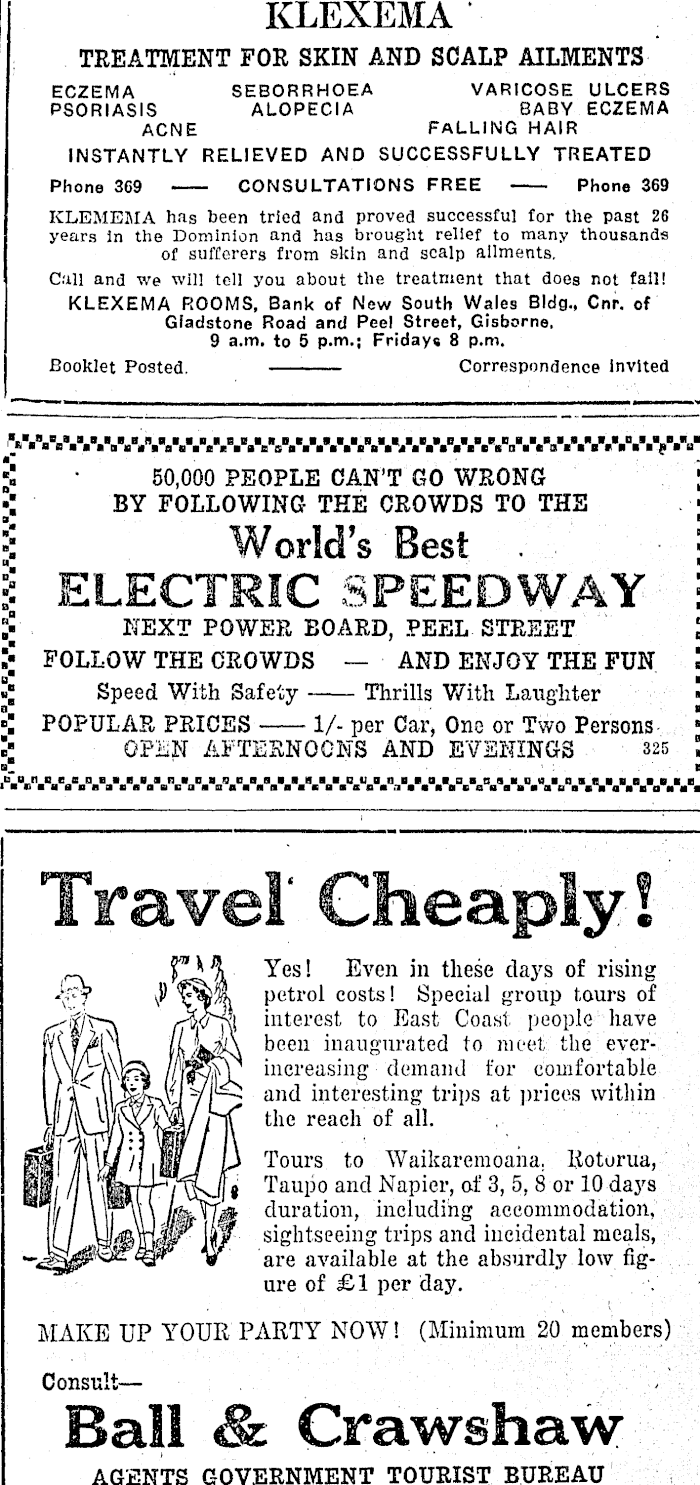 KLEXEMA
TREATMENT FOR SKIN AND SCALP AILMENTS
ECZEMA SEBORRHOEA VARICOSE ULCERS
PSORIASIS ALOPECIA BABY ECZEMA
ACNE FALLING HAIR
INSTANTLY RELIEVED AND SUCCESSFULLY TREATED
Phone 369 —— CONSULTATIONS FREE —— Phone 369
KLEMEMA has been tried and proved successful for the past 26
years in the Dominion and has brought relief to many thousands
of sufferers from skin and scalp ailments.
Call and we will tell you about the treatment that does not fail!
KLEXEMA ROOMS, Bank of New South Wales Bldg., Cnr. of
Gladstone Road and Peel Street, Gisborne.
9 a.m. to 5 p.m.; Fridays 8 p.m.
Booklet Posted. ——— Correspondence invited
50,000 PEOPLE CAN'T GO WRONG
BY FOLLOWING THE CROWDS TO THE
World's Best
ELECTRIC SPEEDWAY
NEXT POWER BOARD, PEEL STREET
FOLLOW THE CROWDS — AND ENJOY THE FUN
Speed With Safety —— Thrills With Laughter
POPULAR PRICES —— 1/- per Car, One or Two Persons
OPEN AFTERNOONS AND EVENINGS 325
Travel Cheaply!
Yes! Even in these days of rising
petrol costs! Special group tours of
interest to East Coast people have
been inaugurated to meet the ever-
increasing demand for comfortable
and interesting trips at prices within
the reach of all.
Tours to Waikaremoana, Rotorua,
Taupo and Napier, of 3, 5, 8 or 10 days
duration, including accommodation,
sightseeing trips and incidental meals,
are available at the absurdly low fig-
ure of £1 per day.
MAKE UP YOUR PARTY NOW! (Minimum 20 members)
Consult—
Ball & Crawshaw
AGENTS GOVERNMENT TOURIST BUREAU